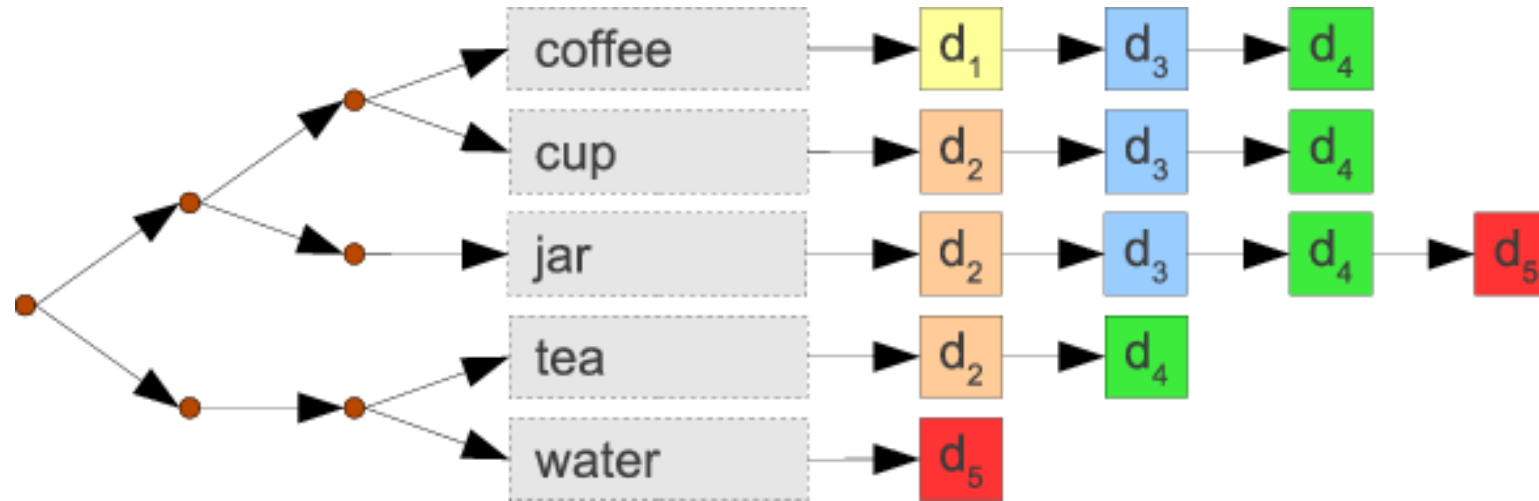 coffee d₁ d₃ d₄
cup d₂ d₃ d₄
jar d₂ d₃ d₄ d₅
tea d₂ d₄
water d₅